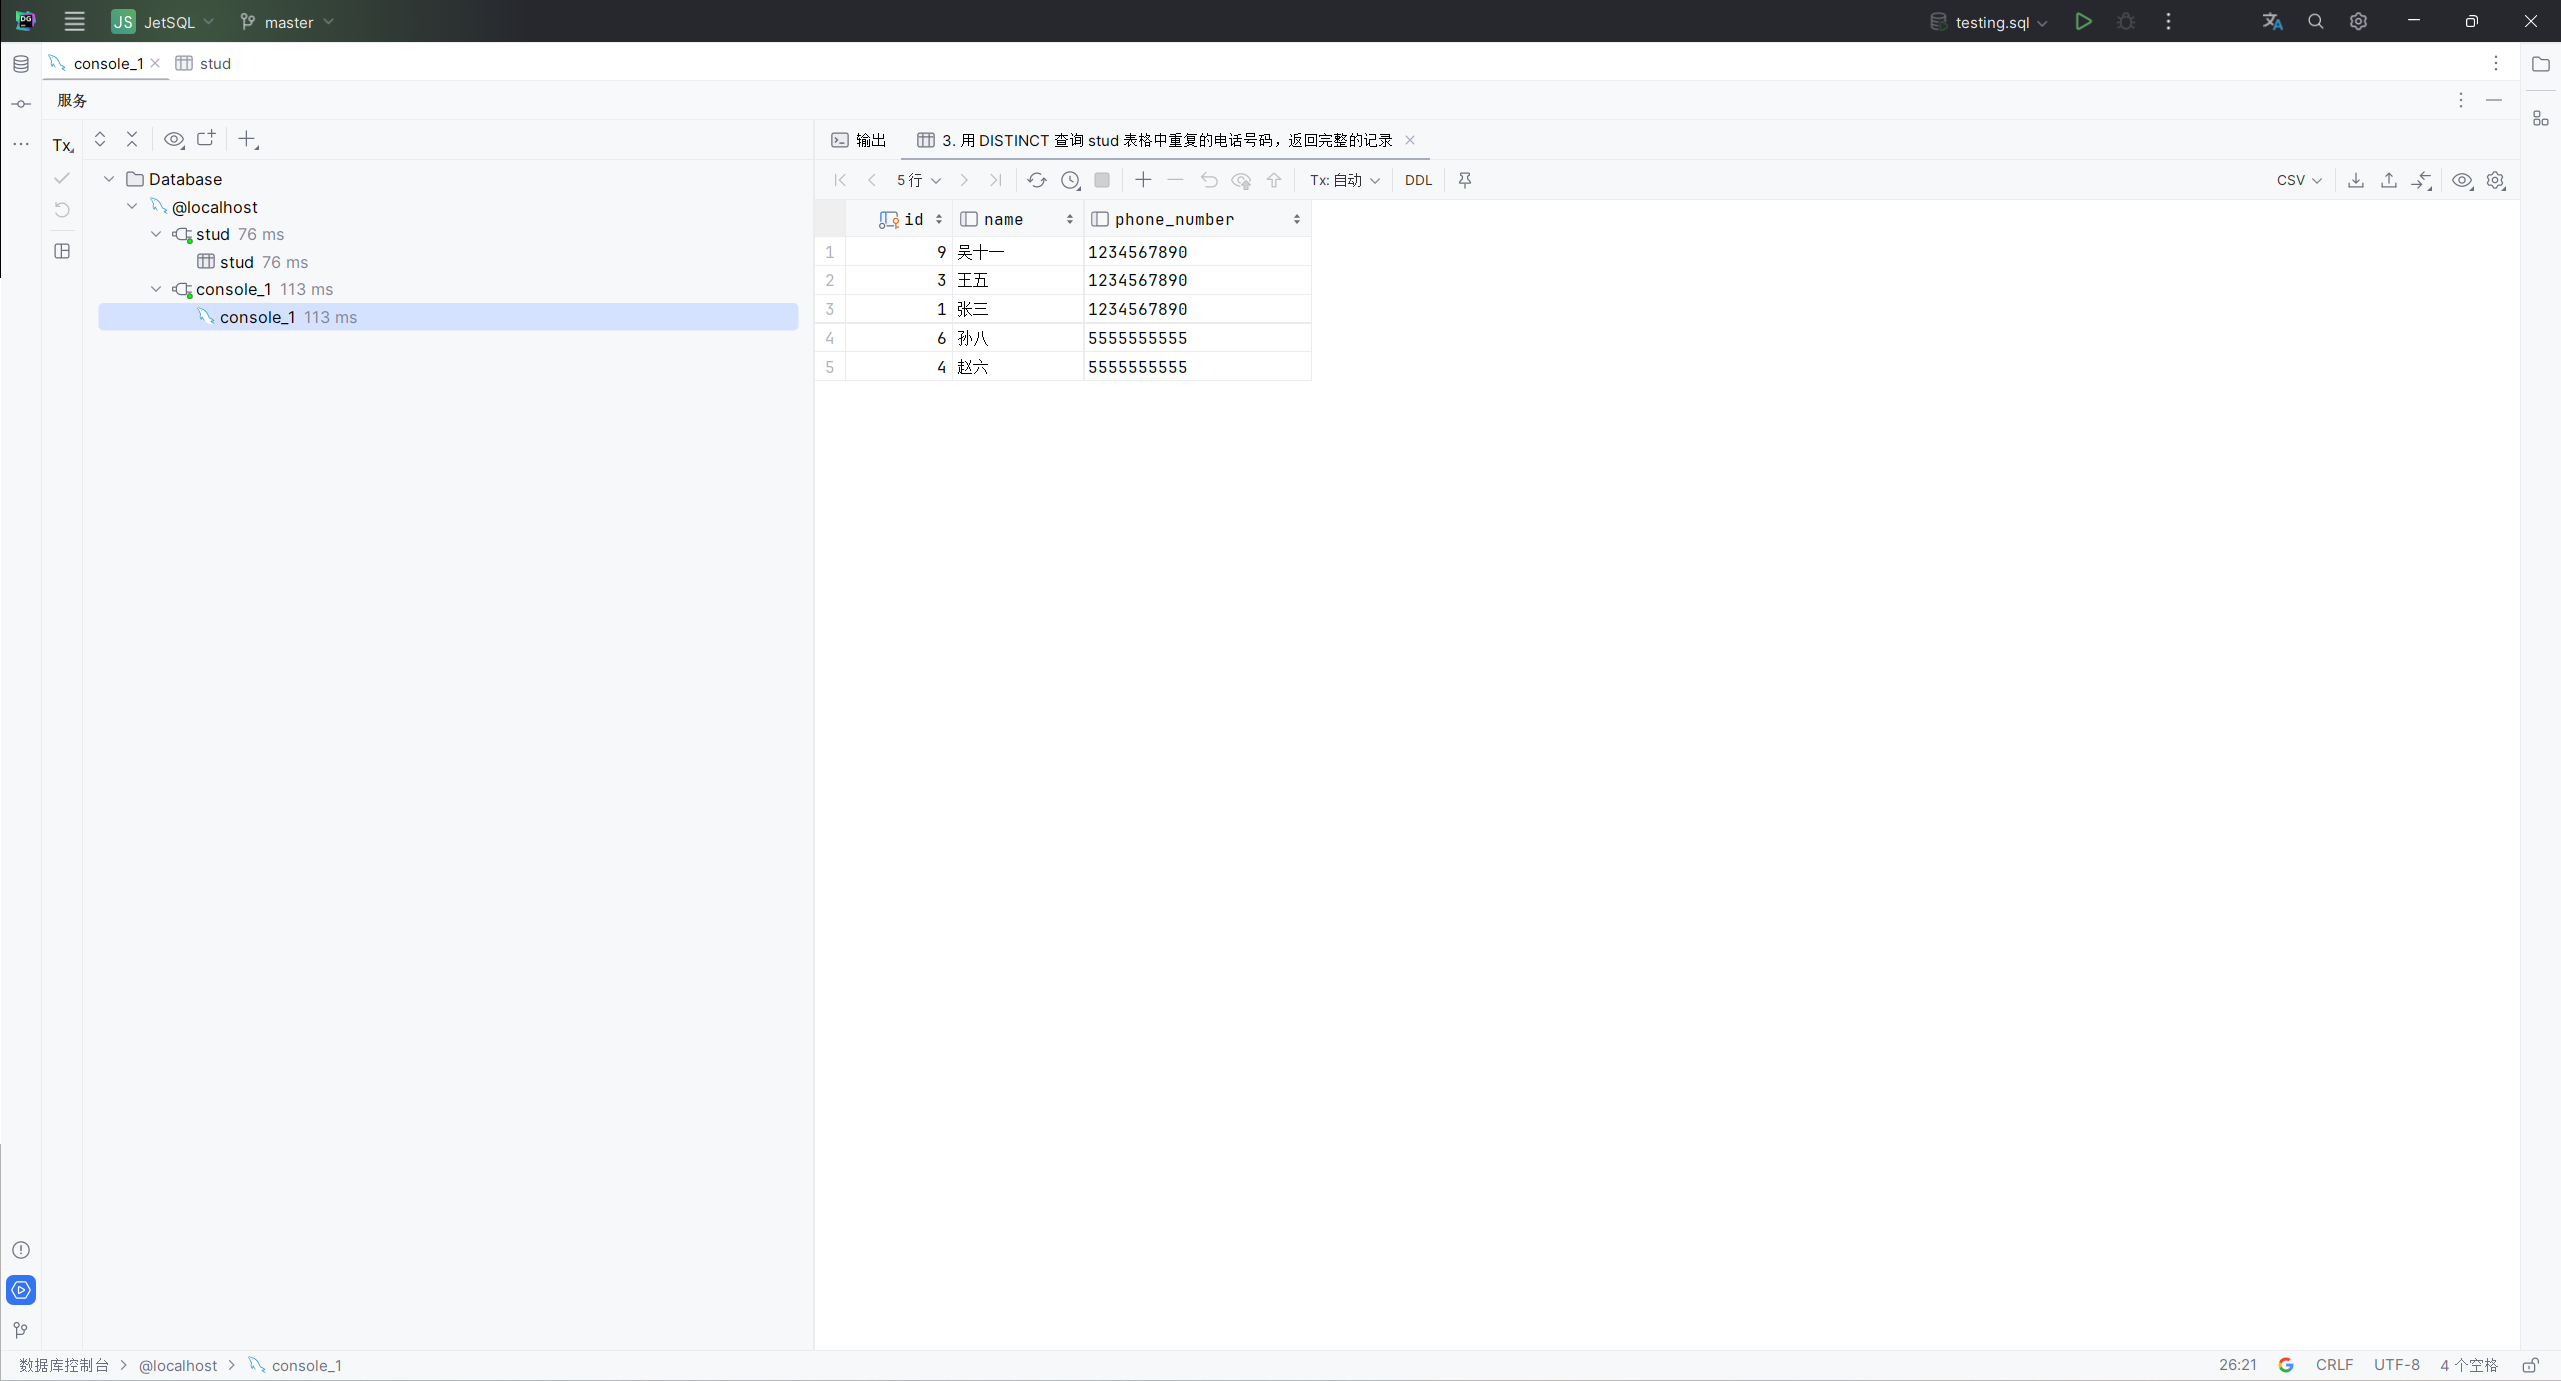 JS JetSQL master testing.sql
console_1 stud
服务
Tx
Database
@localhost
stud 76 ms
stud 76 ms
console_1 113 ms
console_1 113 ms
输出 3. 用 DISTINCT 查询 stud 表格中重复的电话号码，返回完整的记录
5 行 Tx: 自动 DDL CSV
id name phone_number
1 9 吴十一 1234567890
2 3 王五 1234567890
3 1 张三 1234567890
4 6 孙八 5555555555
5 4 赵六 5555555555
数据库控制台 @localhost console_1 26:21 CRLF UTF-8 4 个空格